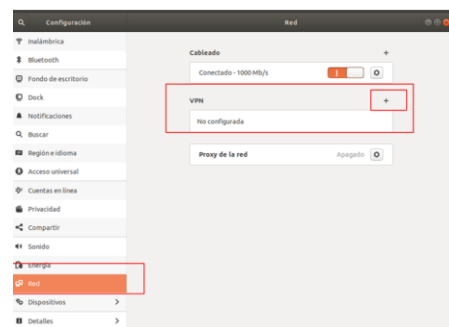 Configuración
Red
Inalámbrica
Bluetooth
Fondo de escritorio
Dock
Notificaciones
Buscar
Región e idioma
Acceso universal
Cuentas en línea
Privacidad
Compartir
Sonido
Energía
Red
Dispositivos
Detalles
Cableado
Conectado - 1000 Mb/s
VPN
No configurada
Proxy de la red
Apagado